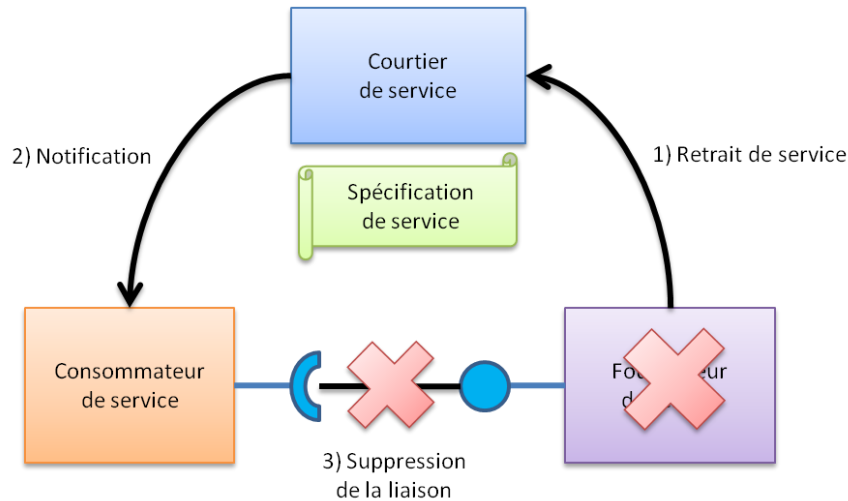 Courtier
de service
2) Notification
1) Retrait de service
Spécification
de service
Consommateur
de service
3) Suppression
de la liaison